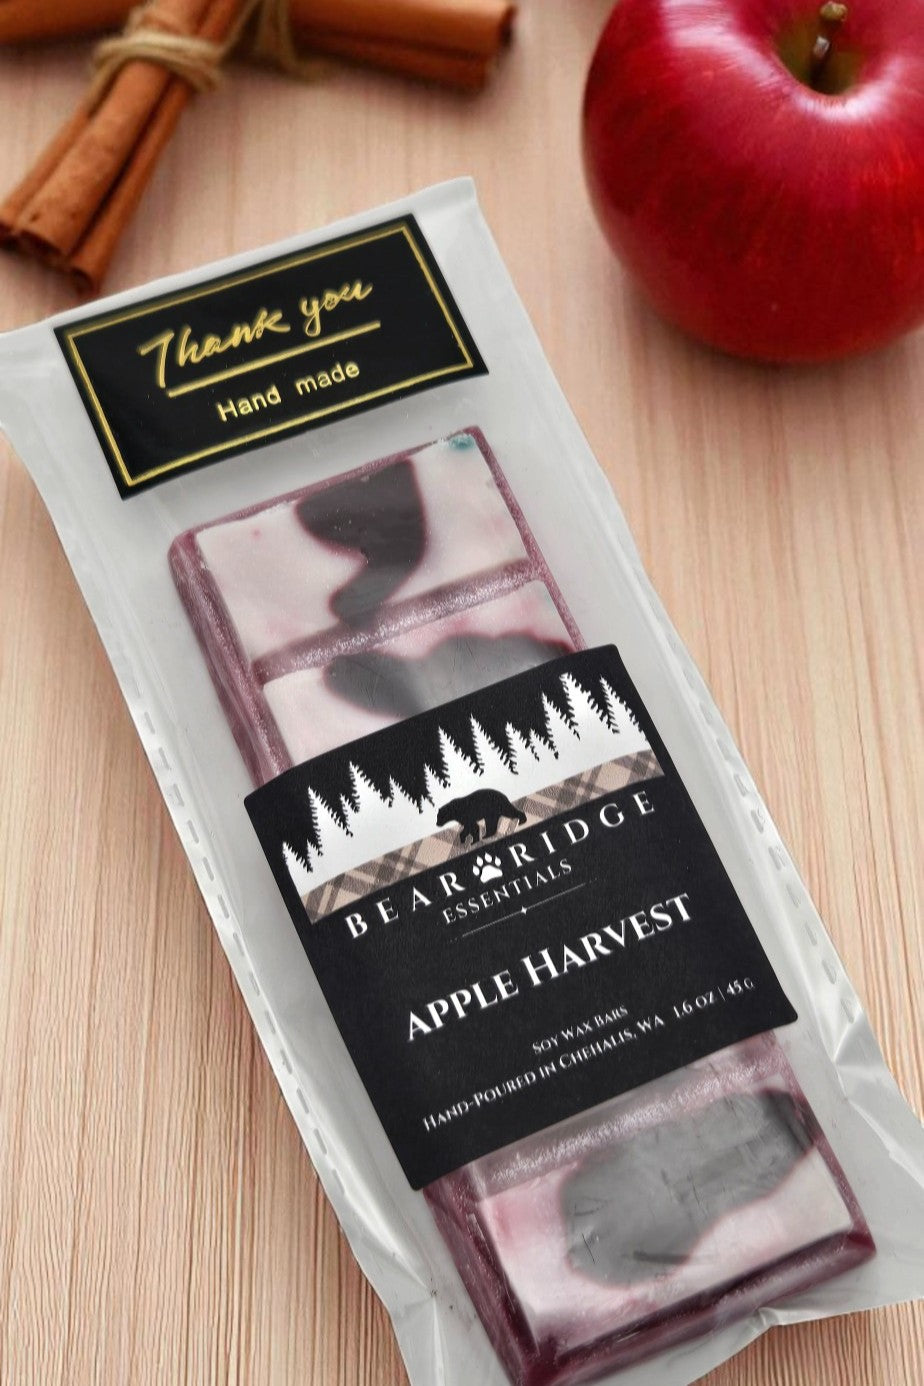 Thank you
Hand made
BEAR RIDGE
ESSENTIALS
APPLE HARVEST
SOY WAX BARS
HAND-POURED IN CHEHALIS, WA 1.6 OZ | 45 G